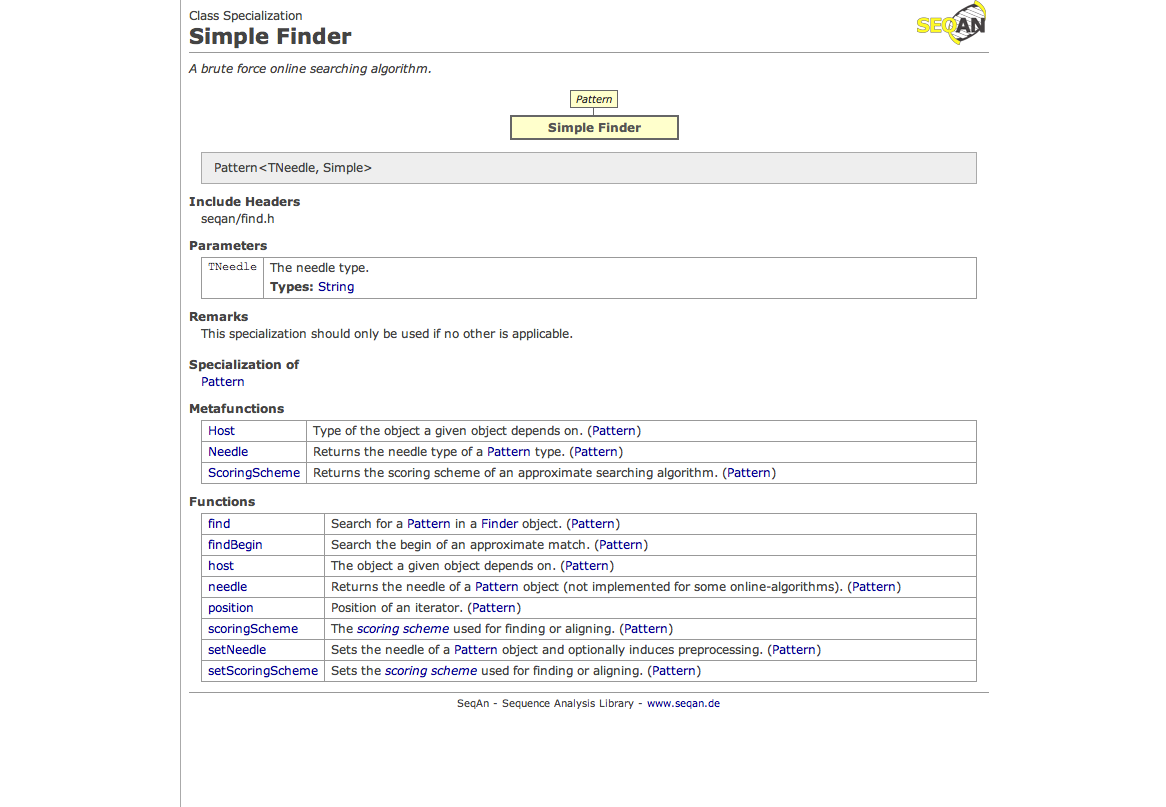 Class Specialization
SEQAN
Simple Finder
A brute force online searching algorithm.
Pattern
Simple Finder
Pattern<TNeedle, Simple>
Include Headers
seqan/find.h
Parameters
TNeedle The needle type.
Types: String
Remarks
This specialization should only be used if no other is applicable.
Specialization of
Pattern
Metafunctions
Host Type of the object a given object depends on. (Pattern)
Needle Returns the needle type of a Pattern type. (Pattern)
ScoringScheme Returns the scoring scheme of an approximate searching algorithm. (Pattern)
Functions
find Search for a Pattern in a Finder object. (Pattern)
findBegin Search the begin of an approximate match. (Pattern)
host The object a given object depends on. (Pattern)
needle Returns the needle of a Pattern object (not implemented for some online-algorithms). (Pattern)
position Position of an iterator. (Pattern)
scoringScheme The scoring scheme used for finding or aligning. (Pattern)
setNeedle Sets the needle of a Pattern object and optionally induces preprocessing. (Pattern)
setScoringScheme Sets the scoring scheme used for finding or aligning. (Pattern)
SeqAn - Sequence Analysis Library - www.seqan.de